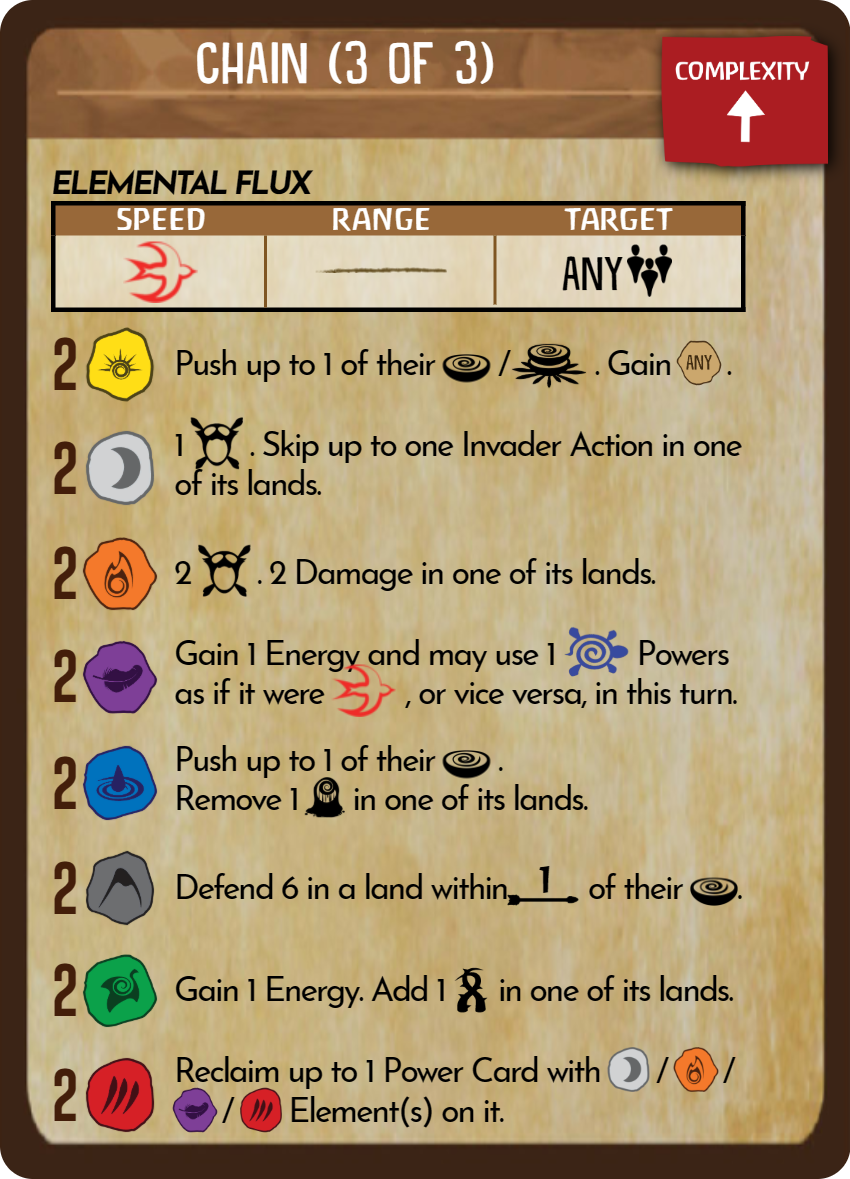 CHAIN (3 OF 3)
COMPLEXITY
ELEMENTAL FLUX
SPEED RANGE TARGET
ANY
2 Push up to 1 of their / . Gain ANY .
2 1 . Skip up to one Invader Action in one
of its lands.
2 2 . 2 Damage in one of its lands.
2 Gain 1 Energy and may use 1 Powers
as if it were , or vice versa, in this turn.
2 Push up to 1 of their .
Remove 1 in one of its lands.
2 Defend 6 in a land within 1 of their .
2 Gain 1 Energy. Add 1 in one of its lands.
2 Reclaim up to 1 Power Card with / /
/ Element(s) on it.